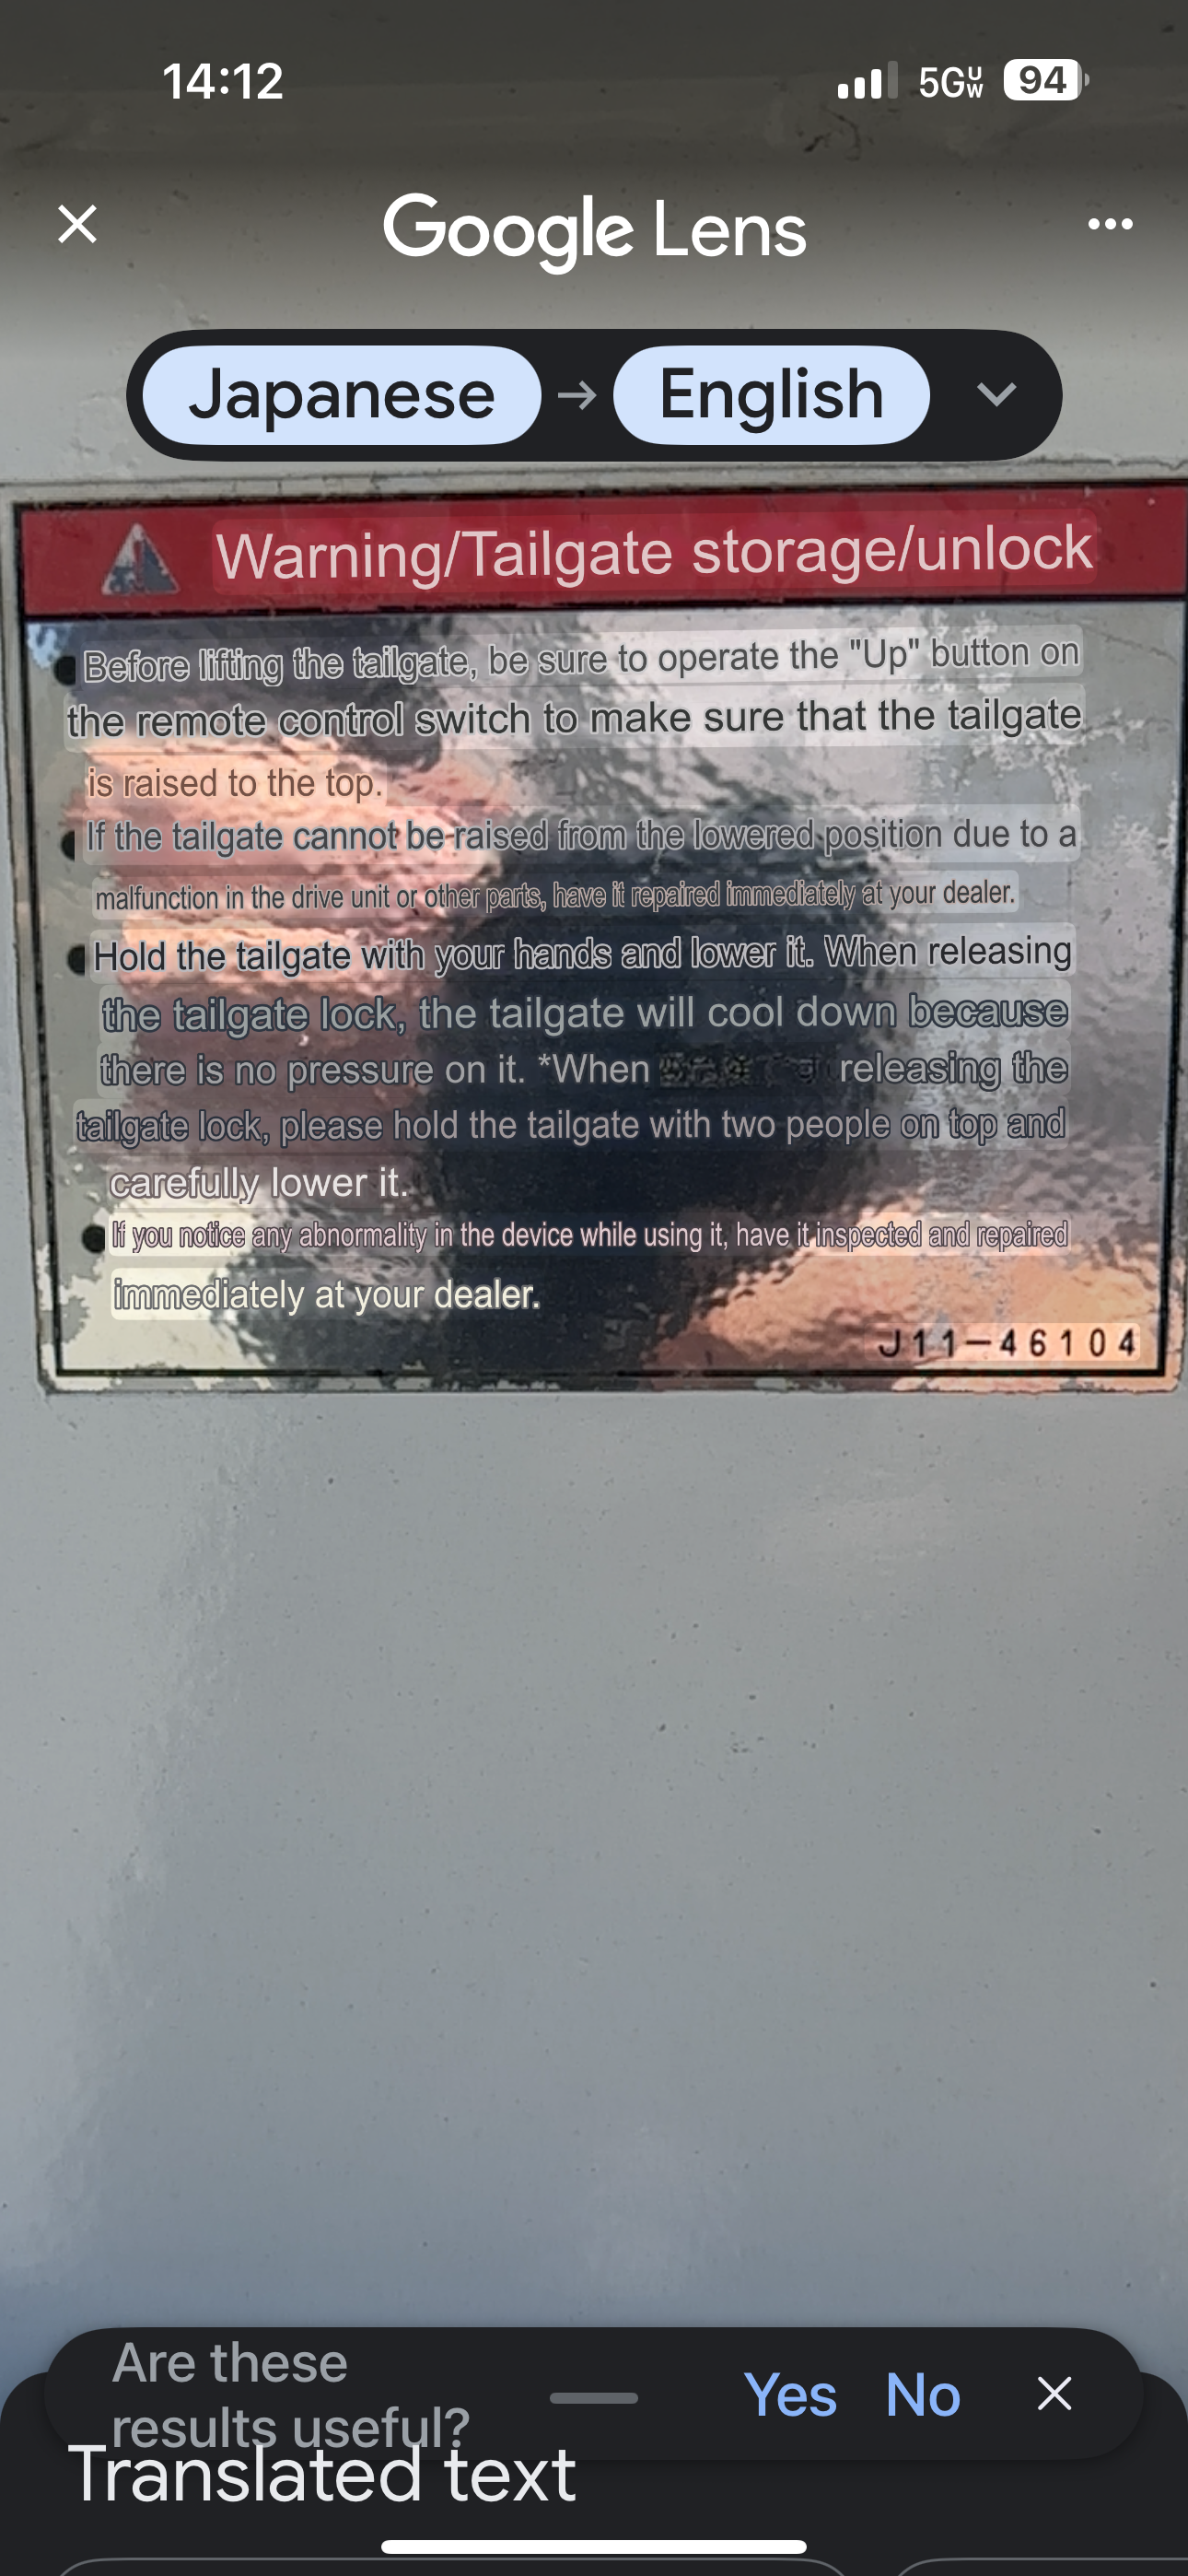 14:12
5GUW
94
Google Lens
Japanese → English
Warning/Tailgate storage/unlock
Before lifting the tailgate, be sure to operate the "Up" button on
the remote control switch to make sure that the tailgate
is raised to the top.
If the tailgate cannot be raised from the lowered position due to a
malfunction in the drive unit or other parts, have it repaired immediately at your dealer.
Hold the tailgate with your hands and lower it. When releasing
the tailgate lock, the tailgate will cool down because
there is no pressure on it. *When releasing the
tailgate lock, please hold the tailgate with two people on top and
carefully lower it.
If you notice any abnormality in the device while using it, have it inspected and repaired
immediately at your dealer.
J11-46104
Are these
results useful?
Yes No
Translated text